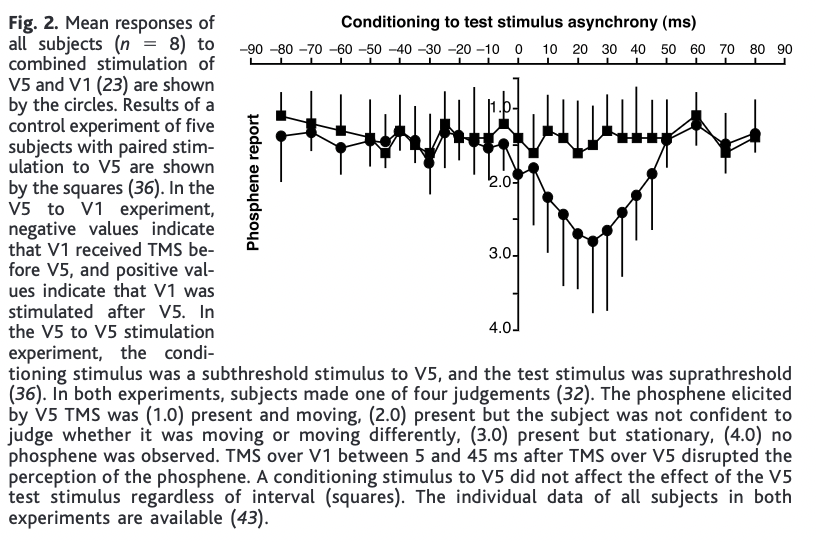 Fig. 2. Mean responses of
all subjects (n = 8) to
combined stimulation of
V5 and V1 (23) are shown
by the circles. Results of a
control experiment of five
subjects with paired stim-
ulation to V5 are shown
by the squares (36). In the
V5 to V1 experiment,
negative values indicate
that V1 received TMS be-
fore V5, and positive val-
ues indicate that V1 was
stimulated after V5. In
the V5 to V5 stimulation
experiment, the condi-
tioning stimulus was a subthreshold stimulus to V5, and the test stimulus was suprathreshold
(36). In both experiments, subjects made one of four judgements (32). The phosphene elicited
by V5 TMS was (1.0) present and moving, (2.0) present but the subject was not confident to
judge whether it was moving or moving differently, (3.0) present but stationary, (4.0) no
phosphene was observed. TMS over V1 between 5 and 45 ms after TMS over V5 disrupted the
perception of the phosphene. A conditioning stimulus to V5 did not affect the effect of the V5
test stimulus regardless of interval (squares). The individual data of all subjects in both
experiments are available (43).
Conditioning to test stimulus asynchrony (ms)
−90 −80 −70 −60 −50 −40 −30 −20 −10 0 10 20 30 40 50 60 70 80 90
Phosphene report
1.0
2.0
3.0
4.0